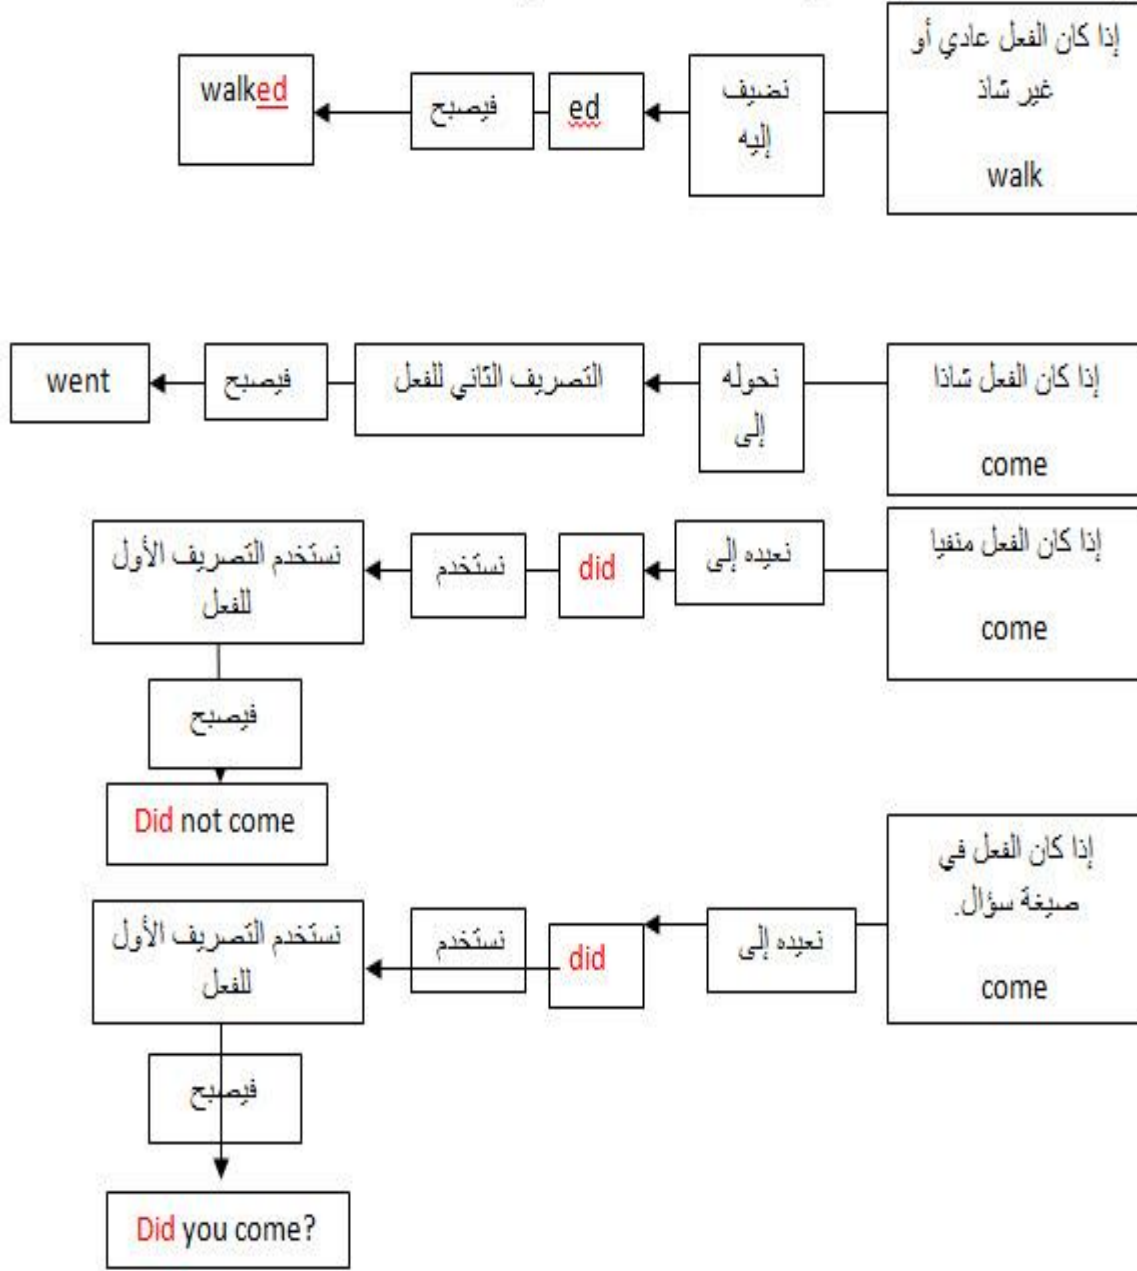 إذا كان الفعل عادي أو
غير شاذ
walk
نضيف
إليه
ed
فيصبح
walked
إذا كان الفعل شاذا
come
نحوله
إلى
التصريف الثاني للفعل
فيصبح
went
إذا كان الفعل منفيا
come
نعيده إلى
did
نستخدم
نستخدم التصريف الأول
للفعل
فيصبح
Did not come
إذا كان الفعل في
صيغة سؤال.
come
نعيده إلى
did
نستخدم
نستخدم التصريف الأول
للفعل
فيصبح
Did you come?